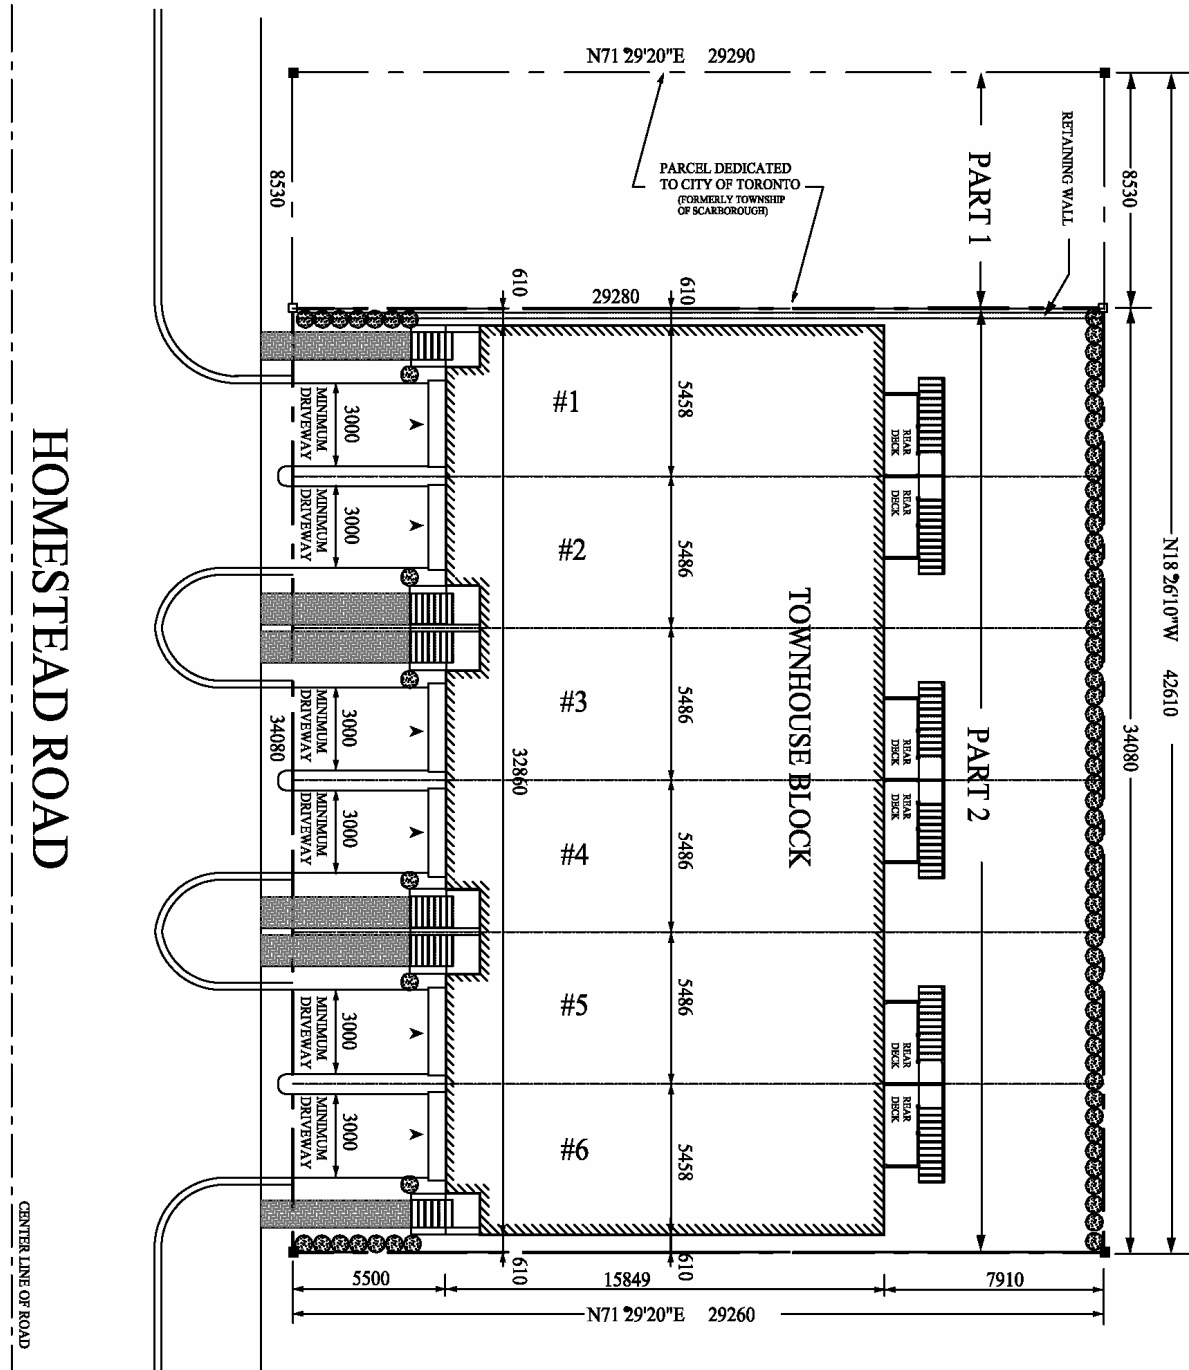 N71°29'20"E 29290
PARCEL DEDICATED
TO CITY OF TORONTO
(FORMERLY TOWNSHIP
OF SCARBOROUGH)
PART 1
RETAINING WALL
8530
N18°26'10"W 42610
8530
610
29280
610
34080
PART 2
TOWNHOUSE BLOCK
#1
5458
3000
MINIMUM
DRIVEWAY
REAR
DECK
#2
5486
3000
MINIMUM
DRIVEWAY
REAR
DECK
#3
5486
3000
MINIMUM
DRIVEWAY
REAR
DECK
34080
32860
#4
5486
3000
MINIMUM
DRIVEWAY
REAR
DECK
#5
5486
3000
MINIMUM
DRIVEWAY
REAR
DECK
#6
5458
3000
MINIMUM
DRIVEWAY
REAR
DECK
610
610
5500
15849
7910
N71°29'20"E 29260
HOMESTEAD ROAD
CENTER LINE OF ROAD